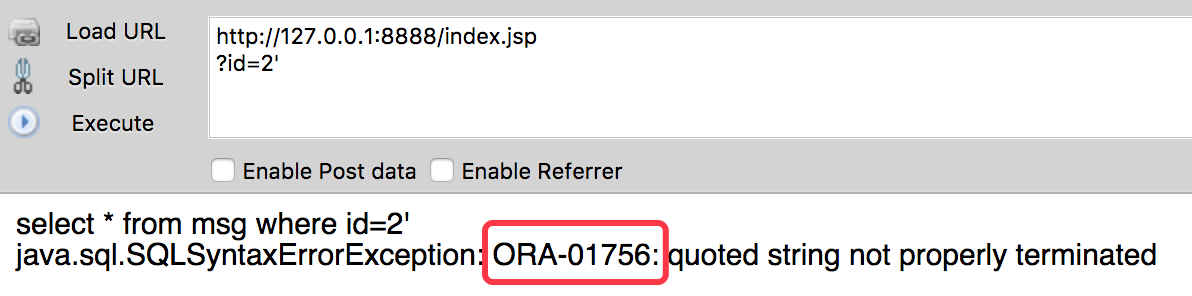 Load URL
http://127.0.0.1:8888/index.jsp
Split URL
?id=2'
Execute
Enable Post data
Enable Referrer
select * from msg where id=2'
java.sql.SQLSyntaxErrorException: ORA-01756: quoted string not properly terminated